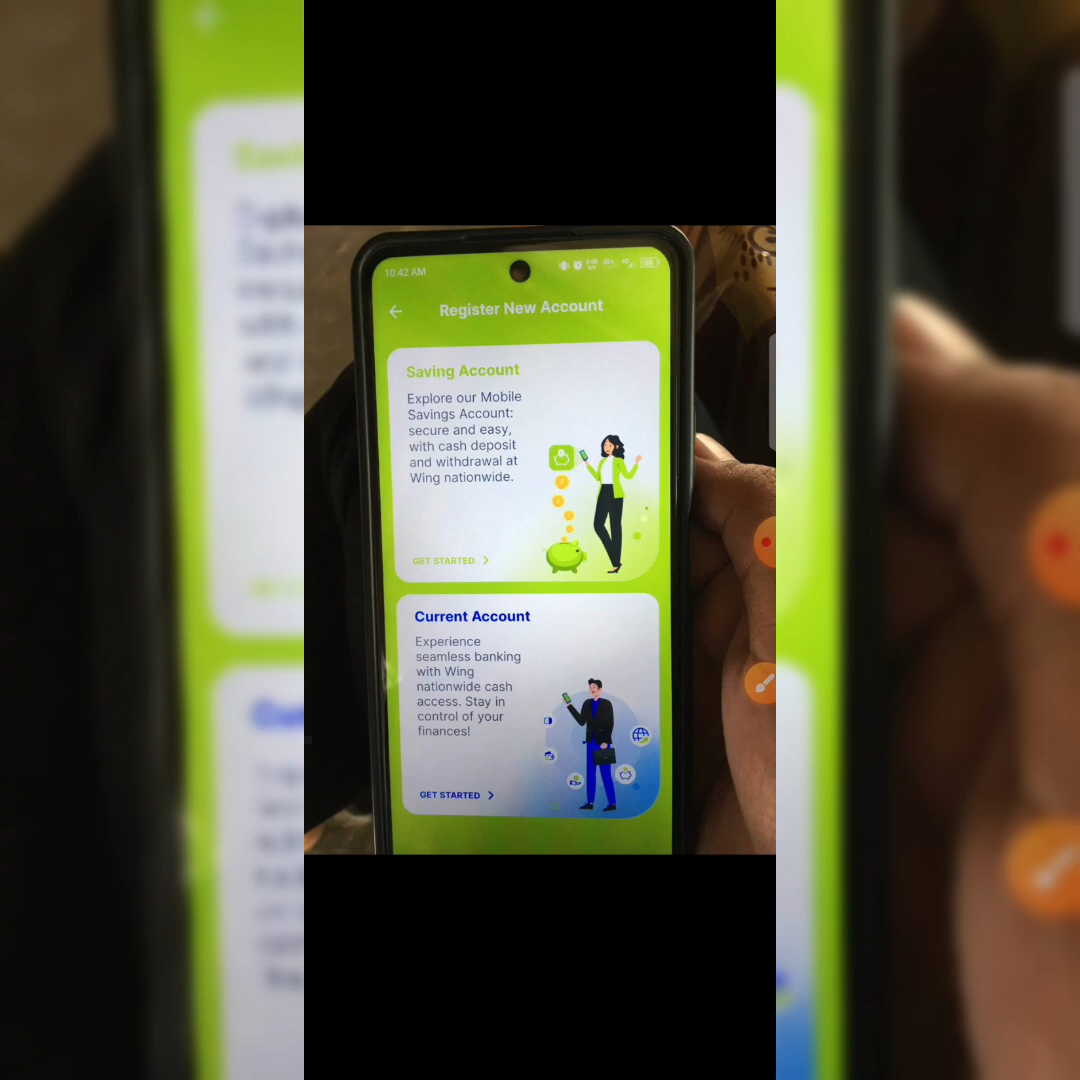 10:42 AM
Register New Account
Saving Account
Explore our Mobile
Savings Account:
secure and easy,
with cash deposit
and withdrawal at
Wing nationwide.
GET STARTED
Current Account
Experience
seamless banking
with Wing
nationwide cash
access. Stay in
control of your
finances!
GET STARTED